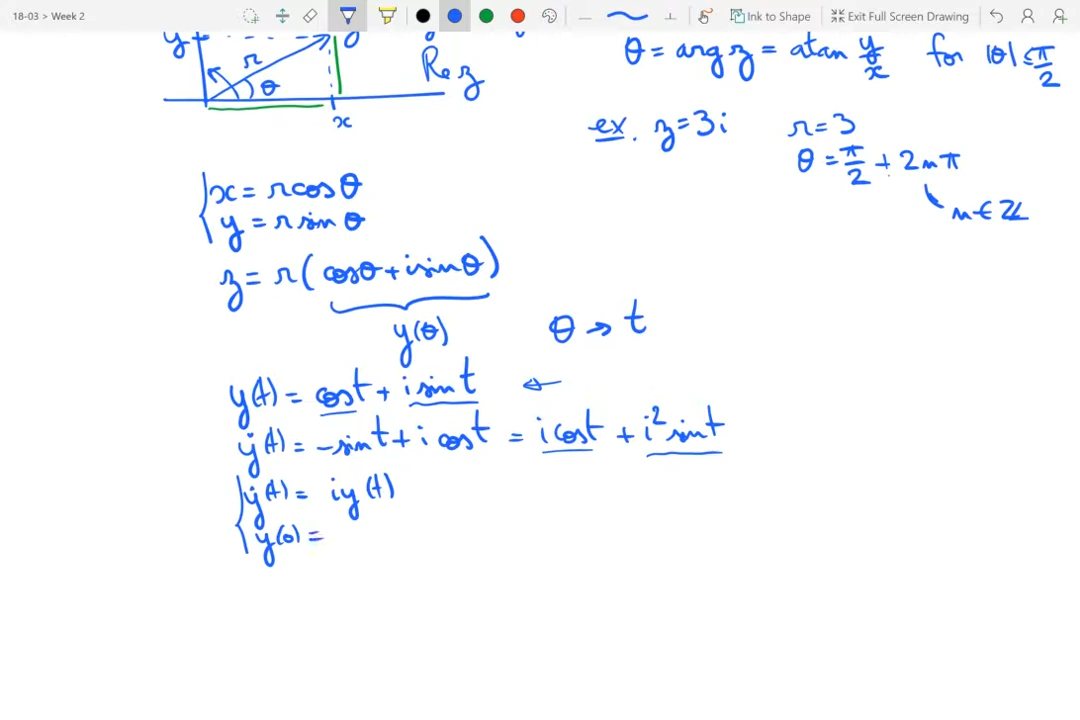 18-03 > Week 2
Ink to Shape
Exit Full Screen Drawing
y
r
θ
x
Re z
θ = arg z = atan y/x for |θ| ≤ π/2
ex. z = 3i r = 3
θ = π/2 + 2nπ
n ∈ ℤ
x = r cos θ
y = r sin θ
z = r ( cos θ + i sin θ )
y(θ) θ → t
y(t) = cos t + i sin t ←
ẏ(t) = - sin t + i cos t = i cos t + i² sin t
ẏ(t) = i y(t)
y(0) =